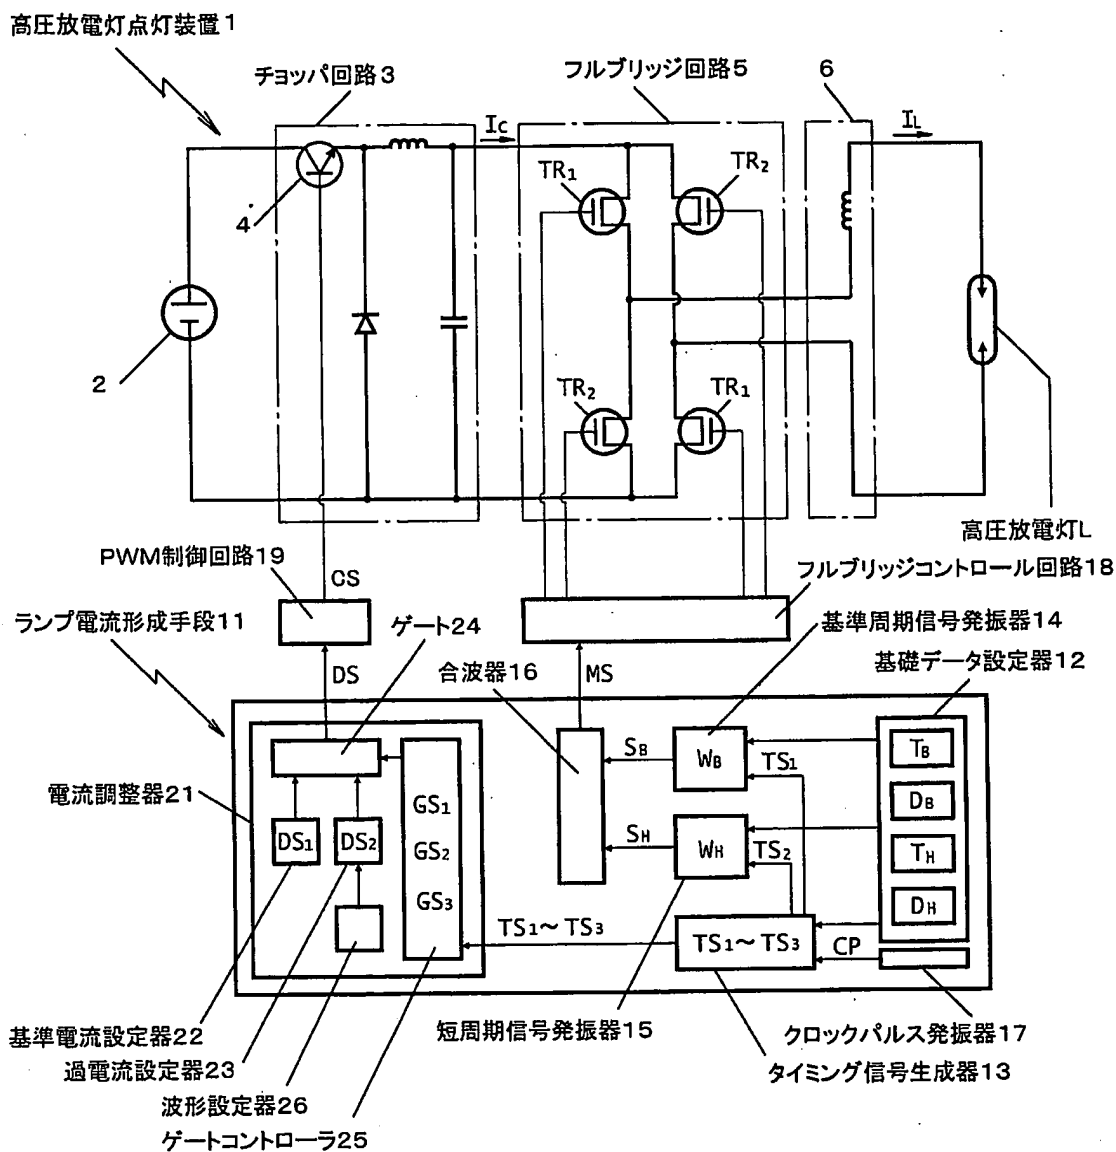 高圧放電灯点灯装置1
チョッパ回路3
フルブリッジ回路5
6
IC
IL
TR1
TR2
4
2
TR2
TR1
高圧放電灯L
PWM制御回路19
CS
フルブリッジコントロール回路18
ランプ電流形成手段11
ゲート24
基準周期信号発振器14
DS
合波器16
MS
基礎データ設定器12
SB
WB
TS1
TB
電流調整器21
GS1
DB
DS1
DS2
GS2
SH
WH
TS2
TH
GS3
DH
TS1～TS3
TS1～TS3
CP
基準電流設定器22
短周期信号発振器15
クロックパルス発振器17
過電流設定器23
タイミング信号生成器13
波形設定器26
ゲートコントローラ25